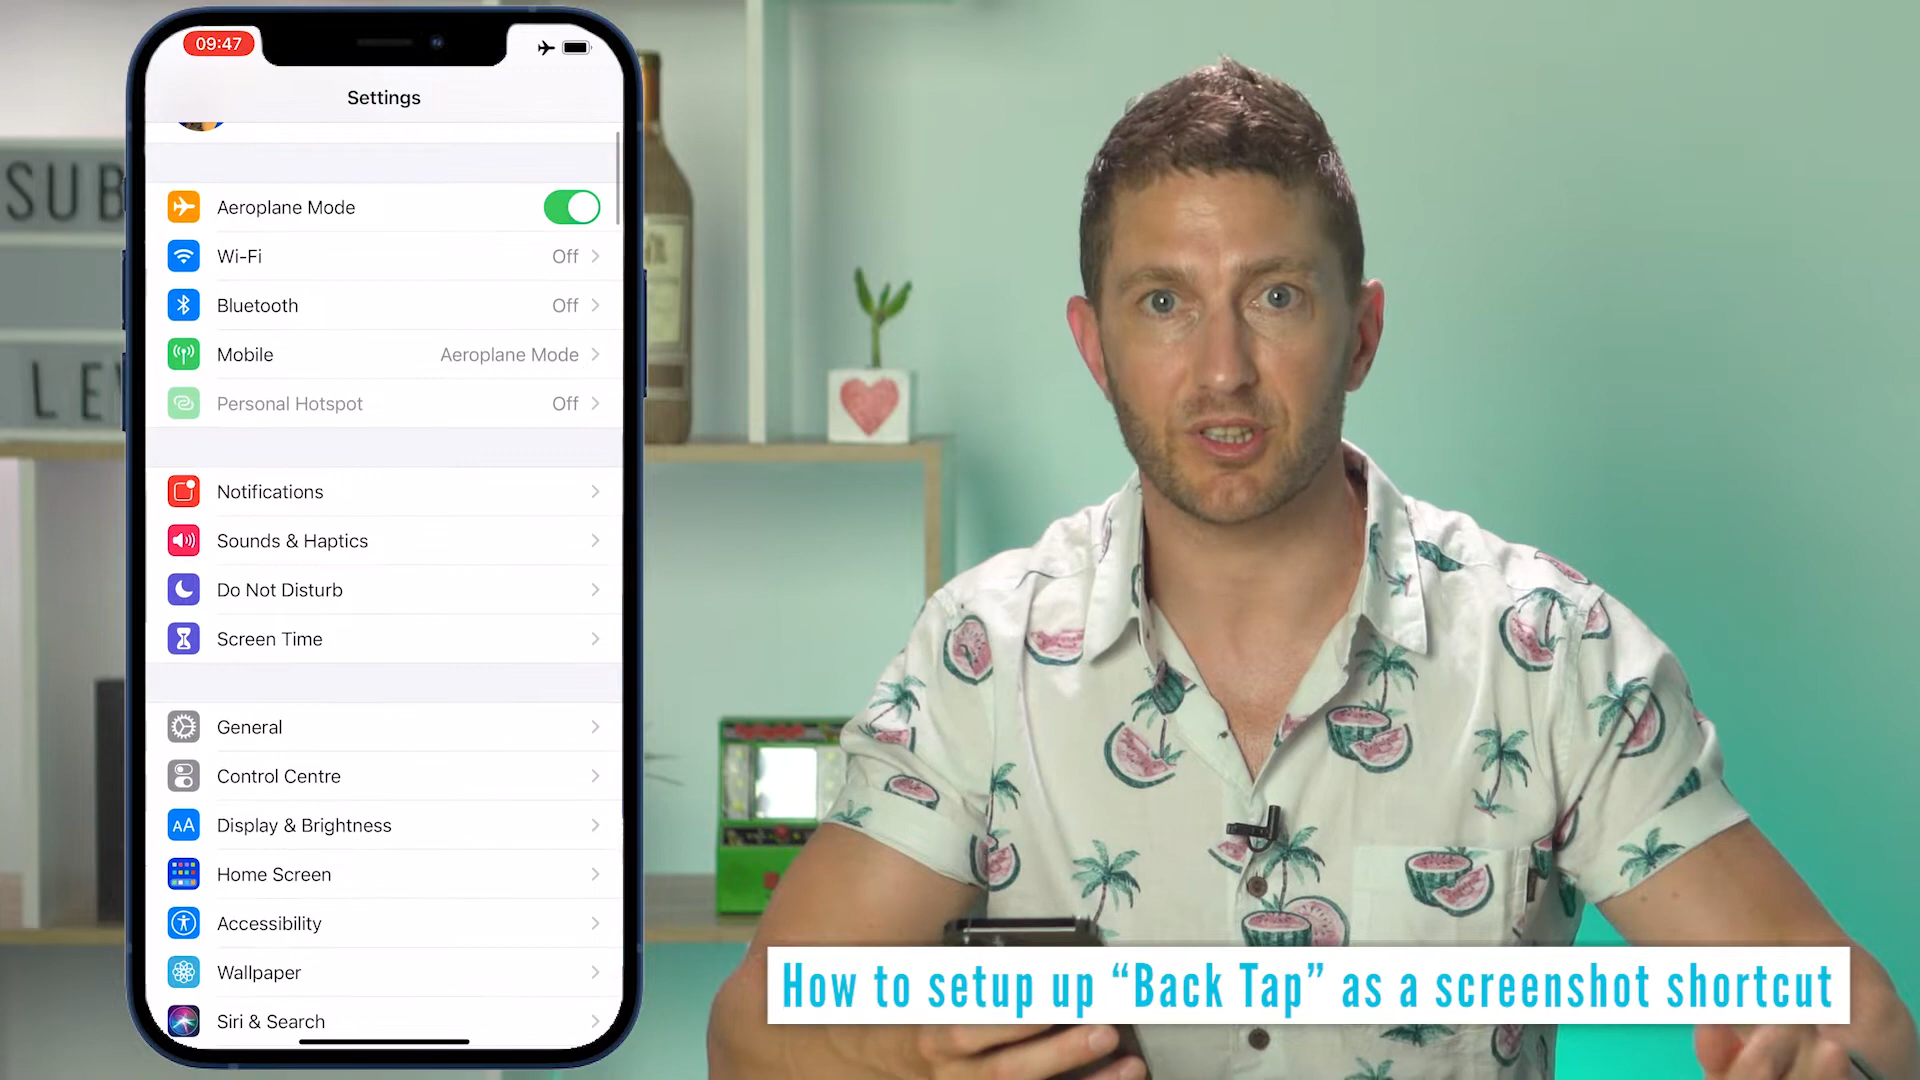 09:47
Settings
Aeroplane Mode
Wi-Fi Off
Bluetooth Off
Mobile Aeroplane Mode
Personal Hotspot Off
Notifications
Sounds & Haptics
Do Not Disturb
Screen Time
General
Control Centre
AA Display & Brightness
Home Screen
Accessibility
Wallpaper
Siri & Search
SUB
LE
How to setup up “Back Tap” as a screenshot shortcut